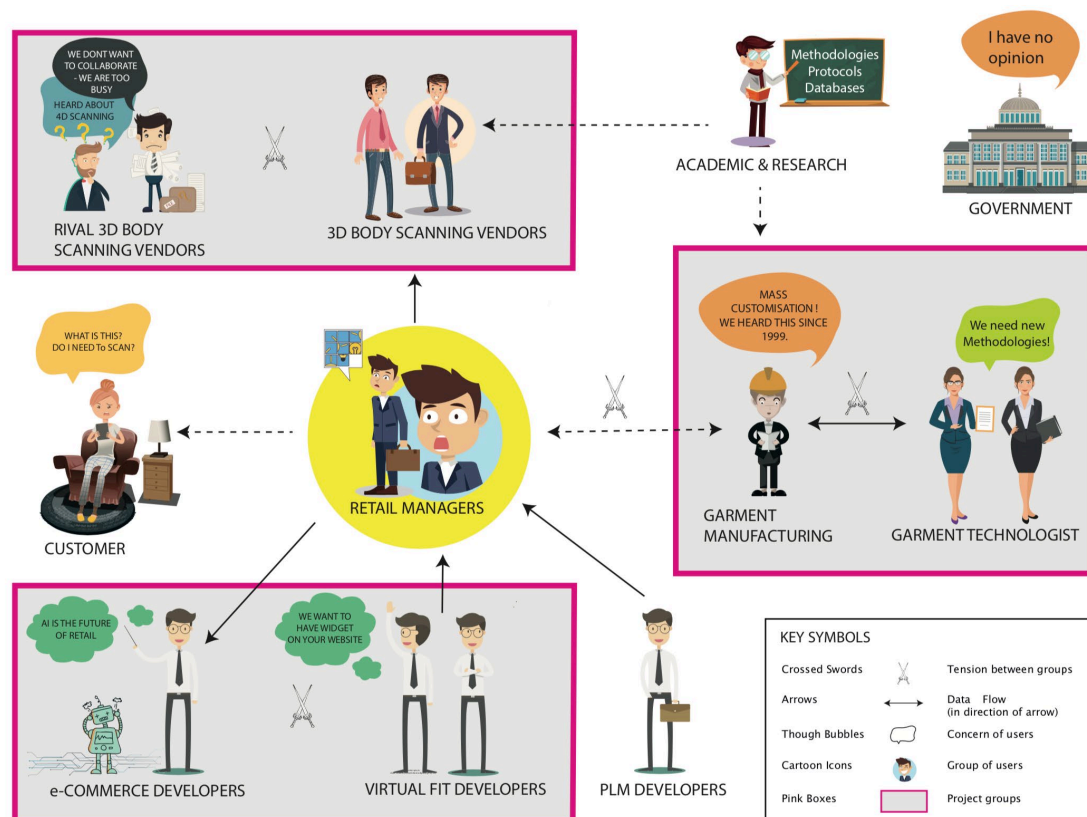 WE DONT WANT
TO COLLABORATE
- WE ARE TOO
BUSY
HEARD ABOUT
4D SCANNING
? ? ?
RIVAL 3D BODY
SCANNING VENDORS
3D BODY SCANNING VENDORS
Methodologies
Protocols
Databases
ACADEMIC & RESEARCH
I have no
opinion
GOVERNMENT
WHAT IS THIS?
DO I NEED To SCAN?
CUSTOMER
RETAIL MANAGERS
MASS
CUSTOMISATION !
WE HEARD THIS SINCE
1999.
GARMENT
MANUFACTURING
We need new
Methodologies!
GARMENT TECHNOLOGIST
AI IS THE FUTURE
OF RETAIL
e-COMMERCE DEVELOPERS
WE WANT TO
HAVE WIDGET
ON YOUR WEBSITE
VIRTUAL FIT DEVELOPERS
PLM DEVELOPERS
KEY SYMBOLS
Crossed Swords Tension between groups
Arrows Data Flow
(in direction of arrow)
Though Bubbles Concern of users
Cartoon Icons Group of users
Pink Boxes Project groups